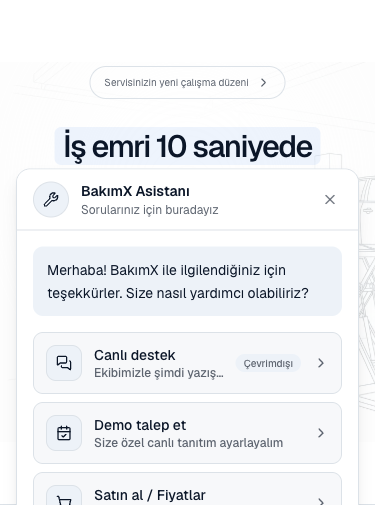 Servisinizin yeni çalışma düzeni
İş emri 10 saniyede
BakımX Asistanı
Sorularınız için buradayız
Merhaba! BakımX ile ilgilendiğiniz için
teşekkürler. Size nasıl yardımcı olabiliriz?
Canlı destek
Ekibimizle şimdi yazış...
Çevrimdışı
Demo talep et
Size özel canlı tanıtım ayarlayalım
Satın al / Fiyatlar